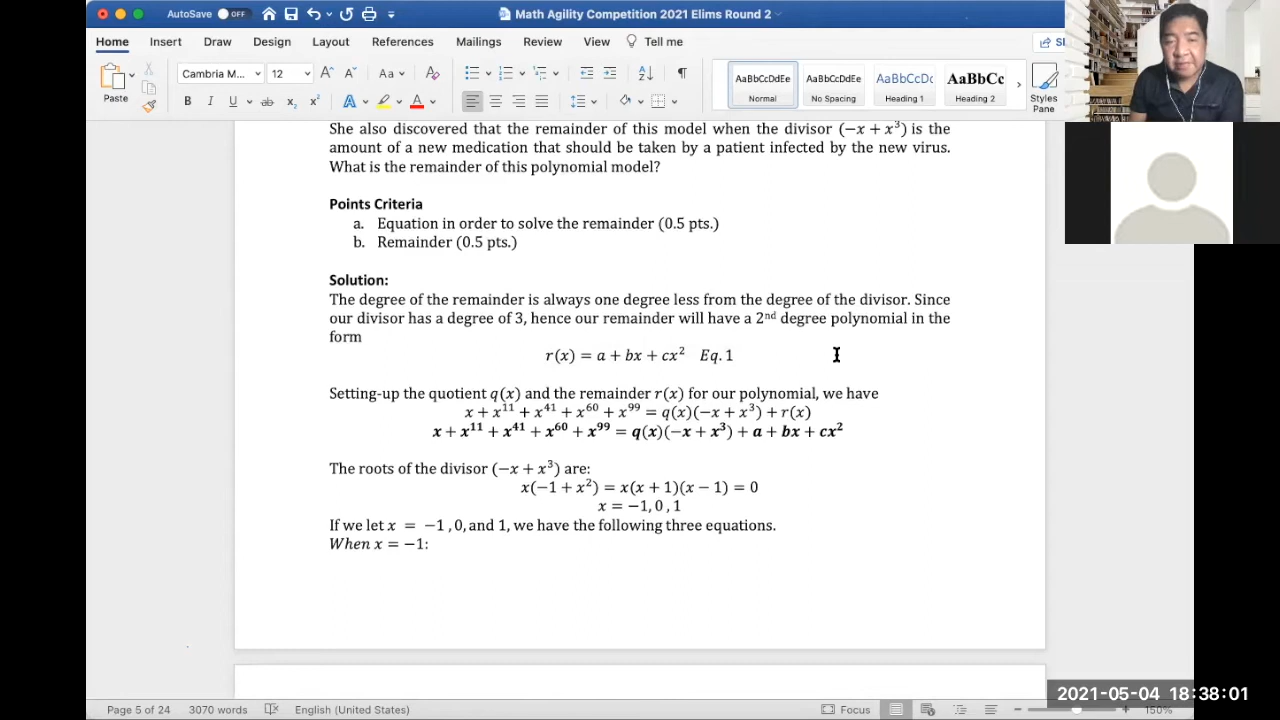 AutoSave OFF
Math Agility Competition 2021 Elims Round 2
Home Insert Draw Design Layout References Mailings Review View Tell me
Paste Cambria M... 12 Aa
B I U ab x₂ x² A A
AaBbCcDdEe AaBbCcDdEe AaBbCcDc AaBbCc
Normal No Spacing Heading 1 Heading 2 Styles Pane
She also discovered that the remainder of this model when the divisor (−x + x³) is the
amount of a new medication that should be taken by a patient infected by the new virus.
What is the remainder of this polynomial model?
Points Criteria
a. Equation in order to solve the remainder (0.5 pts.)
b. Remainder (0.5 pts.)
Solution:
The degree of the remainder is always one degree less from the degree of the divisor. Since
our divisor has a degree of 3, hence our remainder will have a 2ⁿᵈ degree polynomial in the
form
r(x) = a + bx + cx² Eq. 1
Setting-up the quotient q(x) and the remainder r(x) for our polynomial, we have
x + x¹¹ + x⁴¹ + x⁶⁰ + x⁹⁹ = q(x)(−x + x³) + r(x)
x + x¹¹ + x⁴¹ + x⁶⁰ + x⁹⁹ = q(x)(−x + x³) + a + bx + cx²
The roots of the divisor (−x + x³) are:
x(−1 + x²) = x(x + 1)(x − 1) = 0
x = −1, 0 , 1
If we let x = −1 , 0, and 1, we have the following three equations.
When x = −1:
2021-05-04 18:38:01
Page 5 of 24 3070 words English (United States) Focus 150%